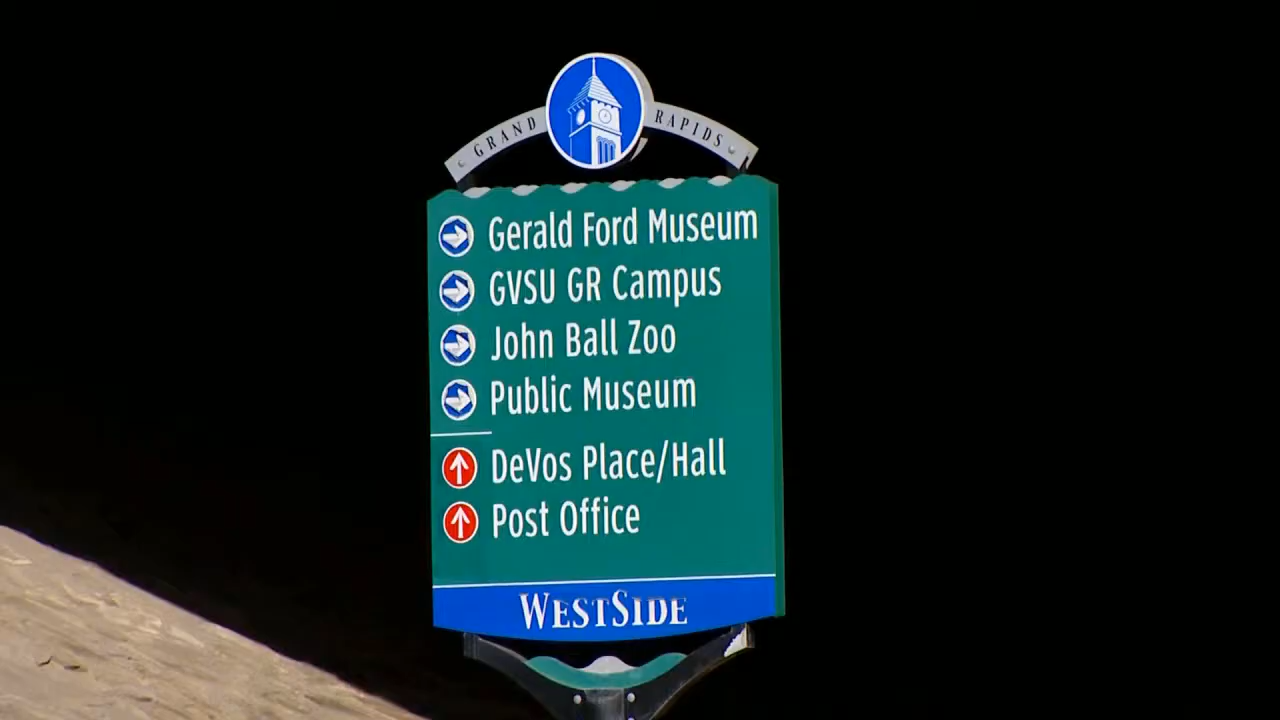 GRAND RAPIDS
Gerald Ford Museum
GVSU GR Campus
John Ball Zoo
Public Museum
DeVos Place/Hall
Post Office
WESTSIDE